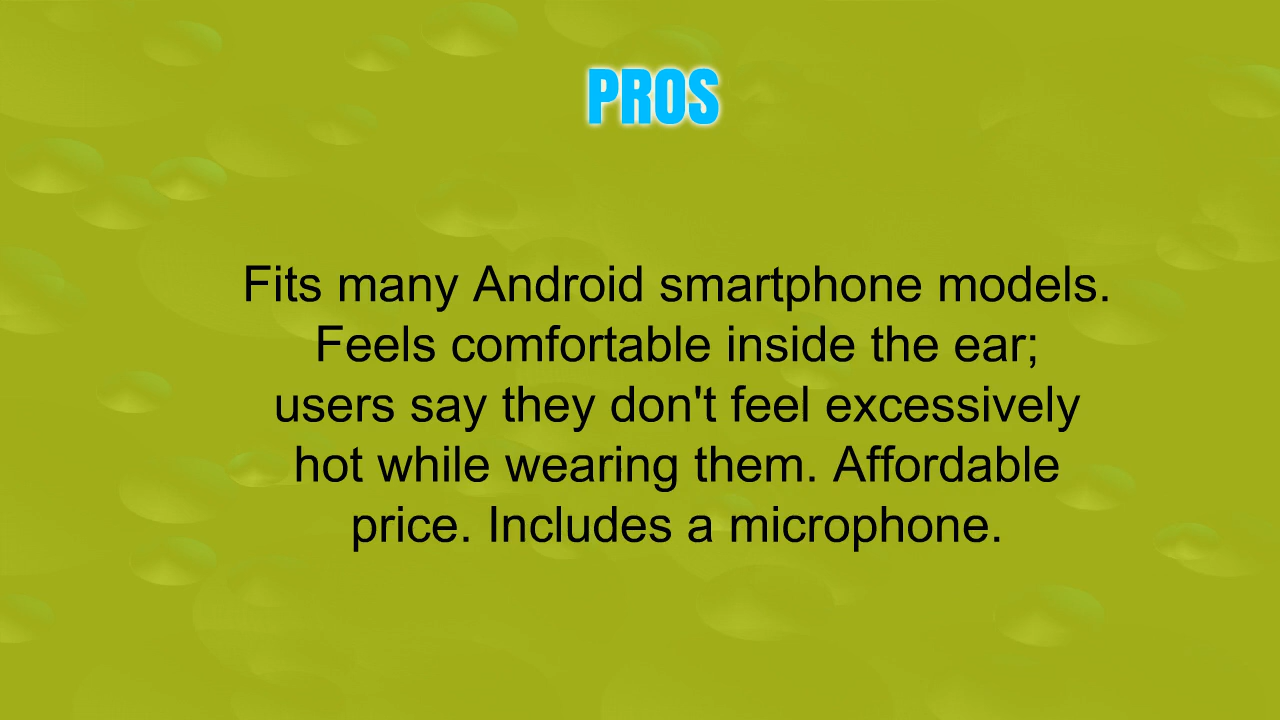 PROS
Fits many Android smartphone models.
Feels comfortable inside the ear;
users say they don't feel excessively
hot while wearing them. Affordable
price. Includes a microphone.